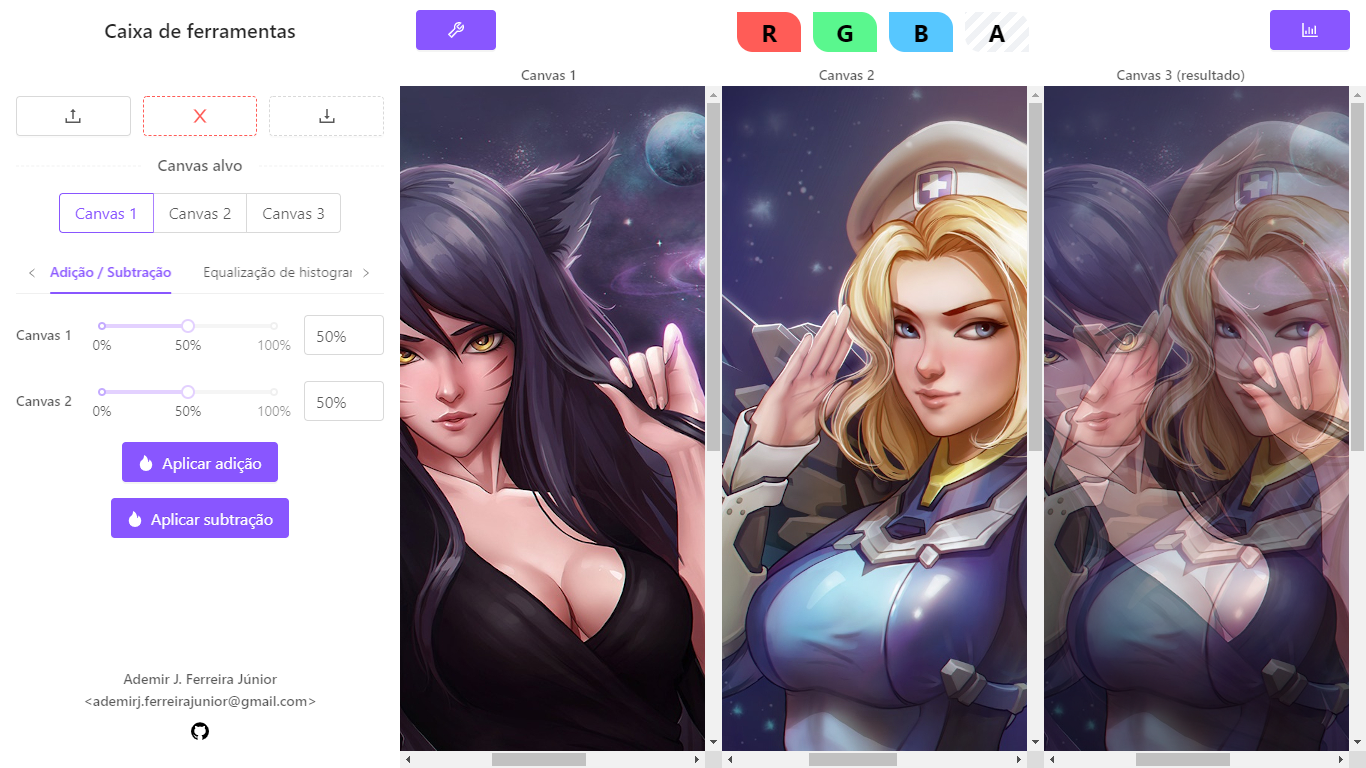 Caixa de ferramentas
R G B A
Canvas 1
Canvas 2
Canvas 3 (resultado)
Canvas alvo
Canvas 1 Canvas 2 Canvas 3
Adição / Subtração Equalização de histogra
Canvas 1
0% 50% 100%
50%
Canvas 2
0% 50% 100%
50%
Aplicar adição
Aplicar subtração
Ademir J. Ferreira Júnior
<ademirj.ferreirajunior@gmail.com>